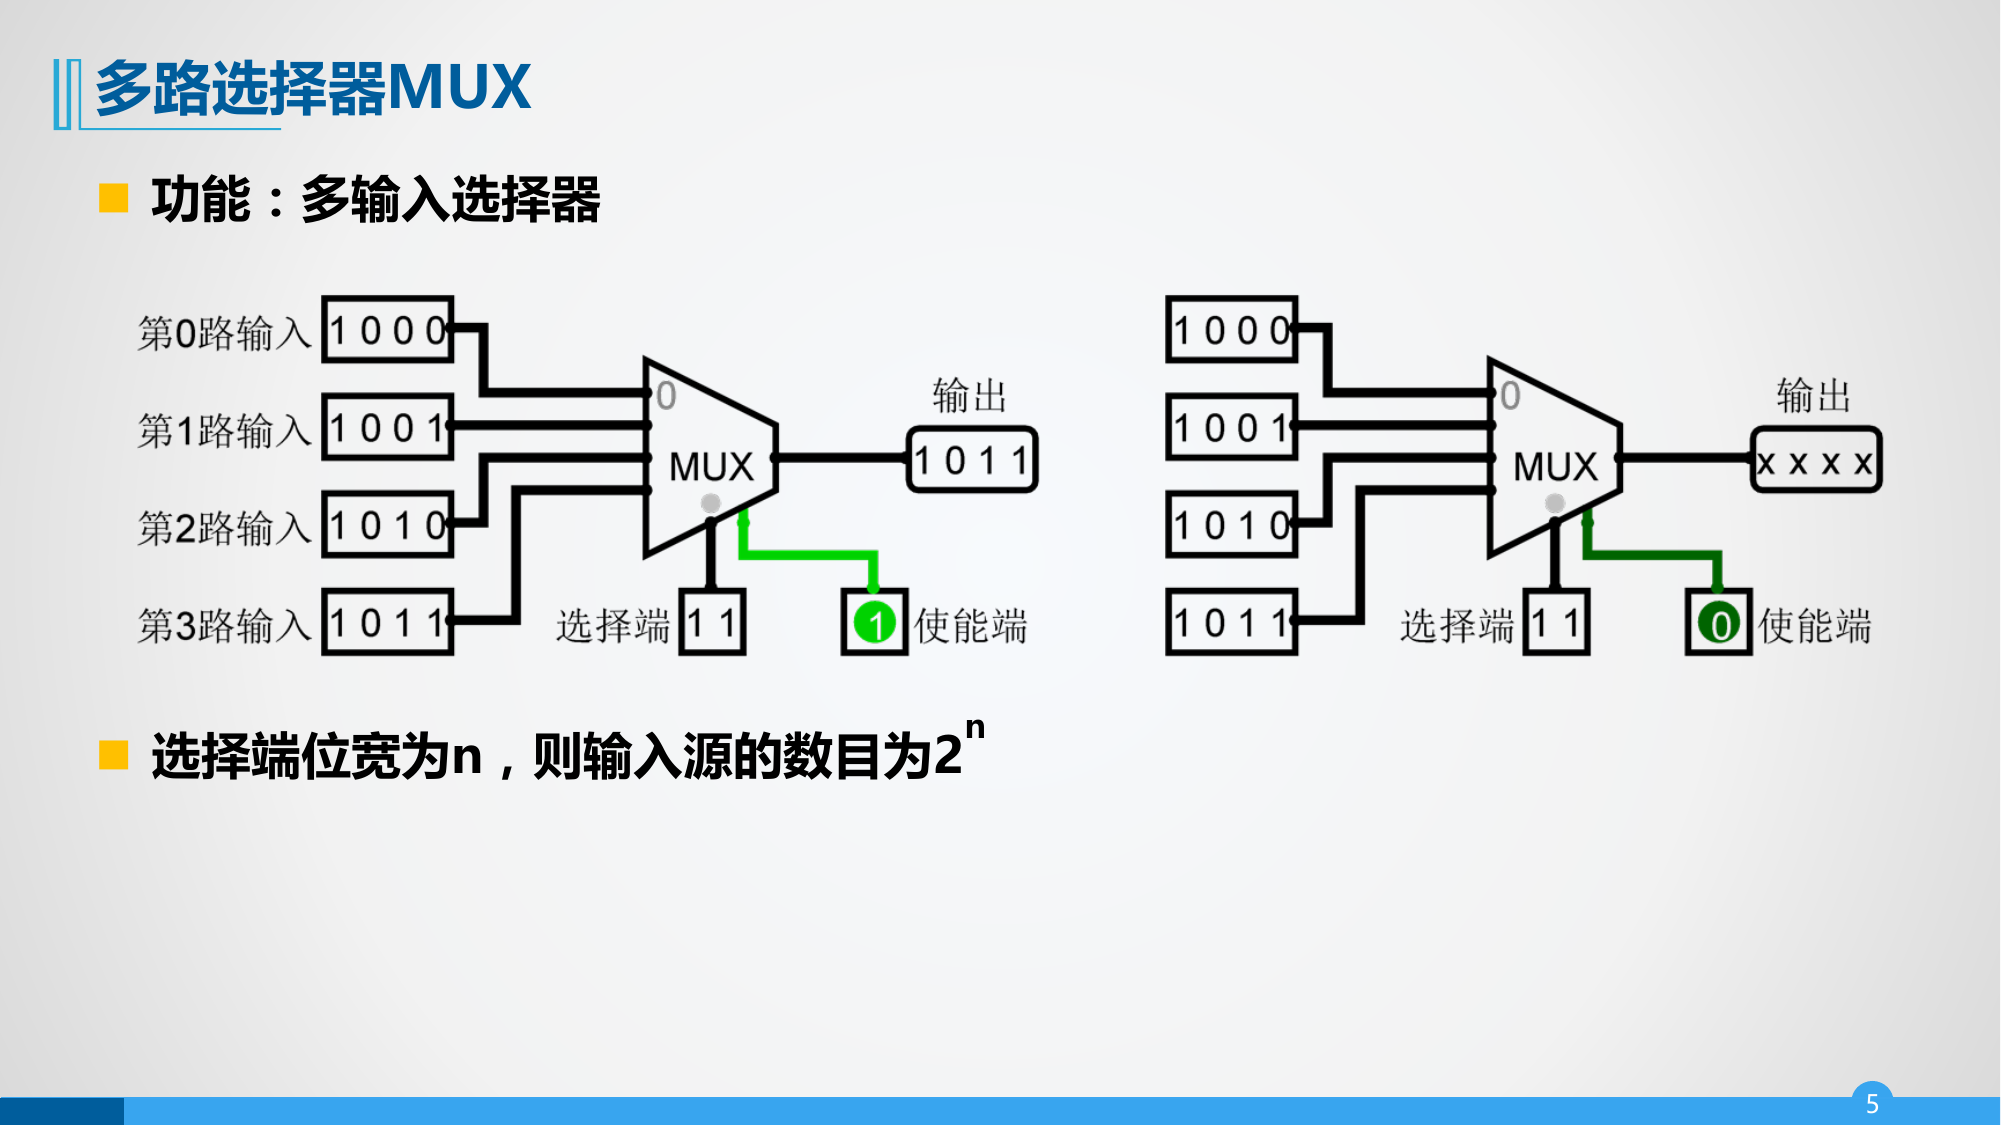 多路选择器MUX
功能：多输入选择器
第0路输入 1 0 0 0
第1路输入 1 0 0 1
第2路输入 1 0 1 0
第3路输入 1 0 1 1
0
MUX
输出
1 0 1 1
选择端 1 1
1 使能端
1 0 0 0
1 0 0 1
1 0 1 0
1 0 1 1
0
MUX
输出
x x x x
选择端 1 1
0 使能端
选择端位宽为n，则输入源的数目为2ⁿ
5